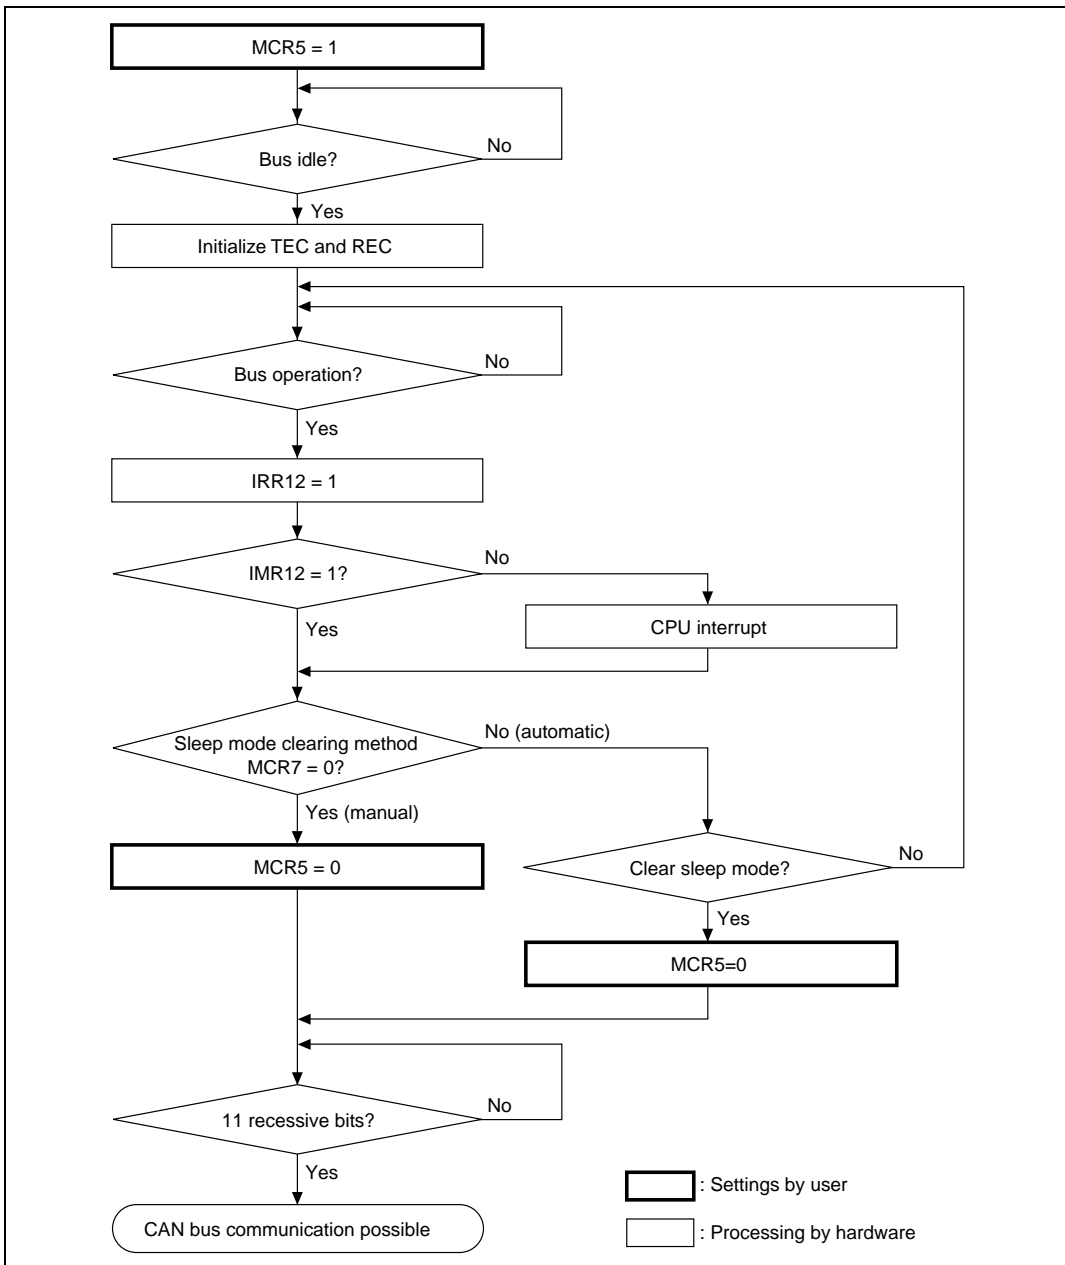 MCR5 = 1
Bus idle?
No
Yes
Initialize TEC and REC
Bus operation?
No
Yes
IRR12 = 1
IMR12 = 1?
No
Yes
CPU interrupt
Sleep mode clearing method
MCR7 = 0?
No (automatic)
Yes (manual)
MCR5 = 0
Clear sleep mode?
No
Yes
MCR5=0
11 recessive bits?
No
Yes
CAN bus communication possible
: Settings by user
: Processing by hardware